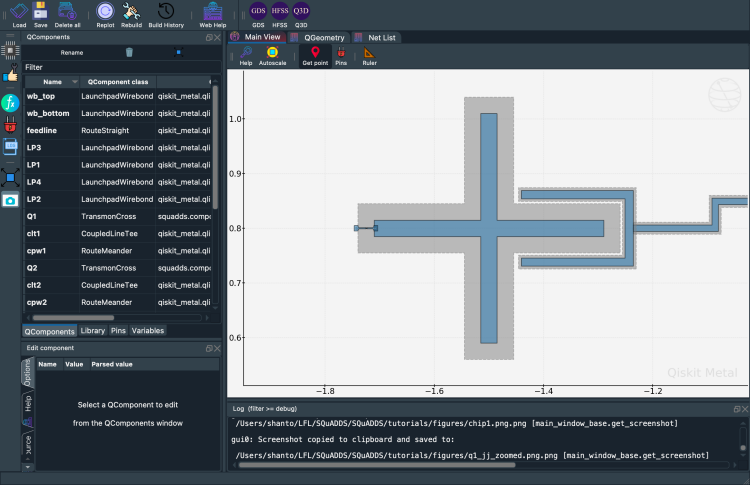 Load
Save
Delete all
Replot
Rebuild
Build History
Web Help
GDS
HFSS
Q3D
GDS
HFSS
Q3D
QComponents
Main View
QGeometry
Net List
Rename
Help
Autoscale
Get point
Pins
Ruler
Filter
Name QComponent class
wb_top LaunchpadWirebond qiskit_metal.qli
wb_bottom LaunchpadWirebond qiskit_metal.qli
feedline RouteStraight qiskit_metal.qli
LP3 LaunchpadWirebond qiskit_metal.qli
LP1 LaunchpadWirebond qiskit_metal.qli
LP4 LaunchpadWirebond qiskit_metal.qli
LP2 LaunchpadWirebond qiskit_metal.qli
Q1 TransmonCross squadds.compo
clt1 CoupledLineTee qiskit_metal.qli
cpw1 RouteMeander qiskit_metal.qli
Q2 TransmonCross squadds.compo
clt2 CoupledLineTee qiskit_metal.qli
cpw2 RouteMeander qiskit_metal.qli
QComponents Library Pins Variables
1.0
0.9
0.8
0.7
0.6
−1.8 −1.6 −1.4 −1.2
Qiskit Metal
Edit component
Options
Help
Name Value Parsed value
Select a QComponent to edit
from the QComponents window
Log (filter >= debug)
/Users/shanto/LFL/SQuADDS/SQuADDS/tutorials/figures/chip1.png.png [main_window_base.get_screenshot]
gui0: Screenshot copied to clipboard and saved to:
/Users/shanto/LFL/SQuADDS/SQuADDS/tutorials/figures/q1_jj_zoomed.png.png [main_window_base.get_screenshot]